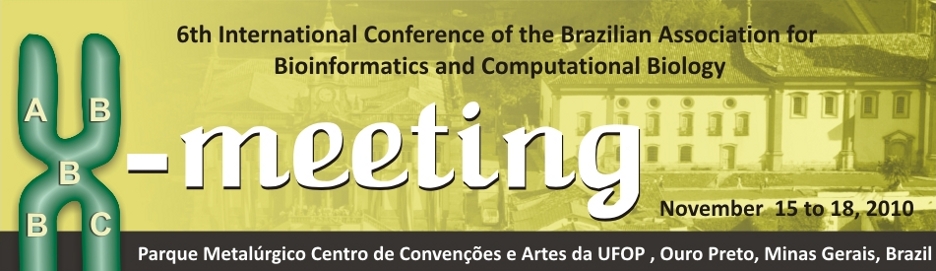 6th International Conference of the Brazilian Association for
Bioinformatics and Computational Biology
A B
B
B C
-meeting
November 15 to 18, 2010
Parque Metalúrgico Centro de Convenções e Artes da UFOP , Ouro Preto, Minas Gerais, Brazil